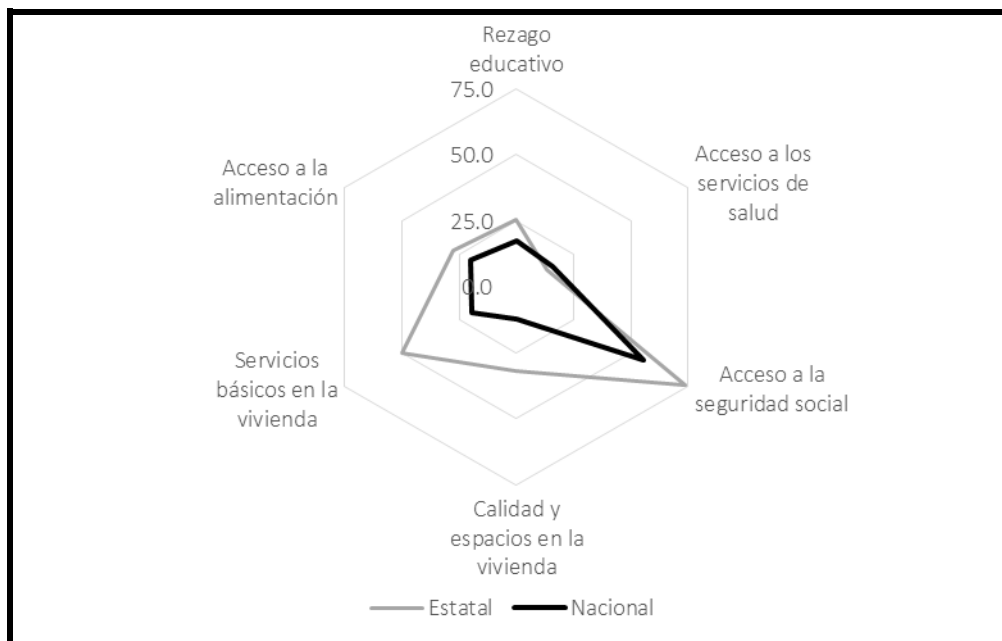 Rezago
educativo
75.0
50.0
25.0
0.0
Acceso a los
servicios de
salud
Acceso a la
seguridad social
Calidad y
espacios en la
vivienda
Servicios
básicos en la
vivienda
Acceso a la
alimentación
Estatal
Nacional